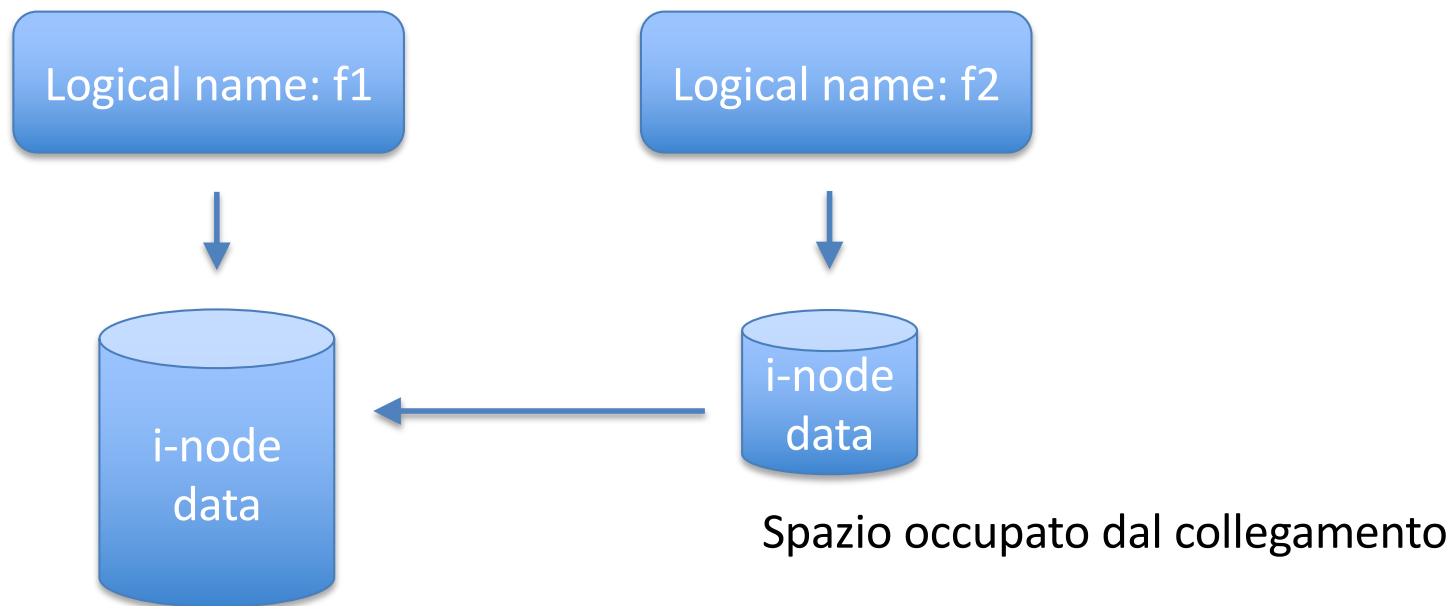 Logical name: f1
Logical name: f2
i-node
data
i-node
data
Spazio occupato dal collegamento